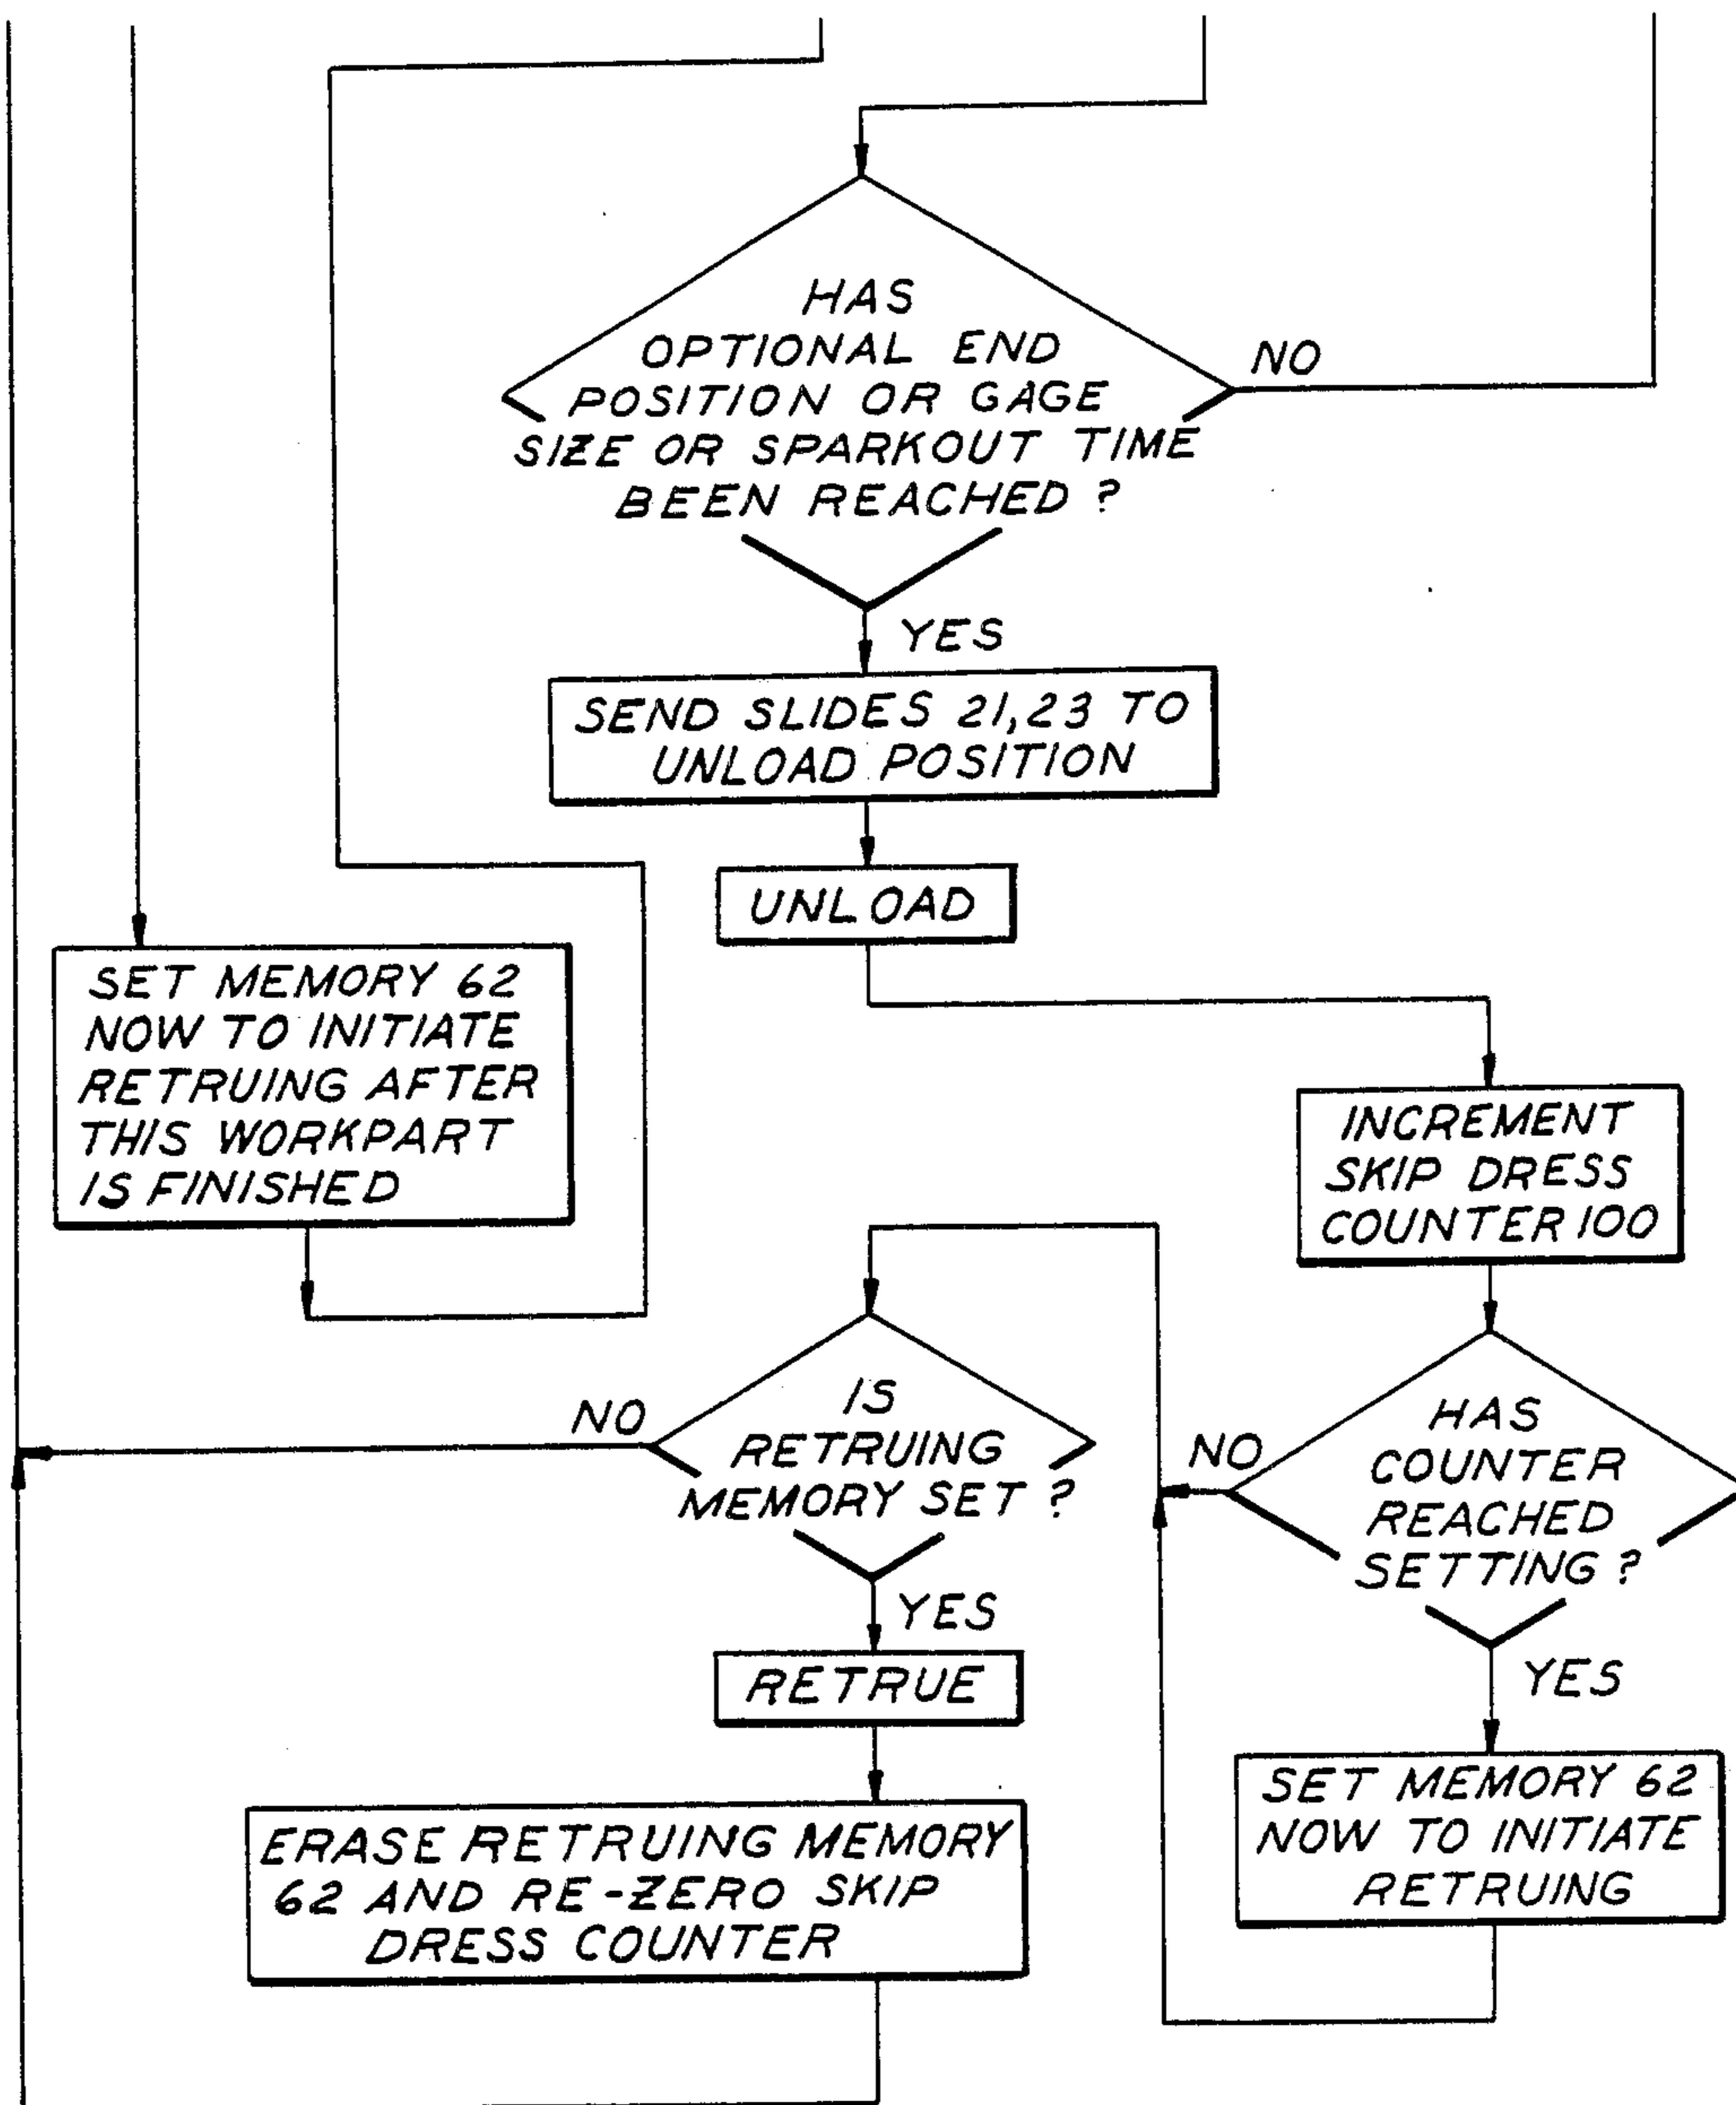 HAS
OPTIONAL END
POSITION OR GAGE
SIZE OR SPARKOUT TIME
BEEN REACHED ?
NO
YES
SEND SLIDES 21,23 TO
UNLOAD POSITION
UNLOAD
SET MEMORY 62
NOW TO INITIATE
RETRUING AFTER
THIS WORKPART
IS FINISHED
INCREMENT
SKIP DRESS
COUNTER 100
HAS
COUNTER
REACHED
SETTING ?
NO
YES
SET MEMORY 62
NOW TO INITIATE
RETRUING
IS
RETRUING
MEMORY SET ?
NO
YES
RETRUE
ERASE RETRUING MEMORY
62 AND RE-ZERO SKIP
DRESS COUNTER